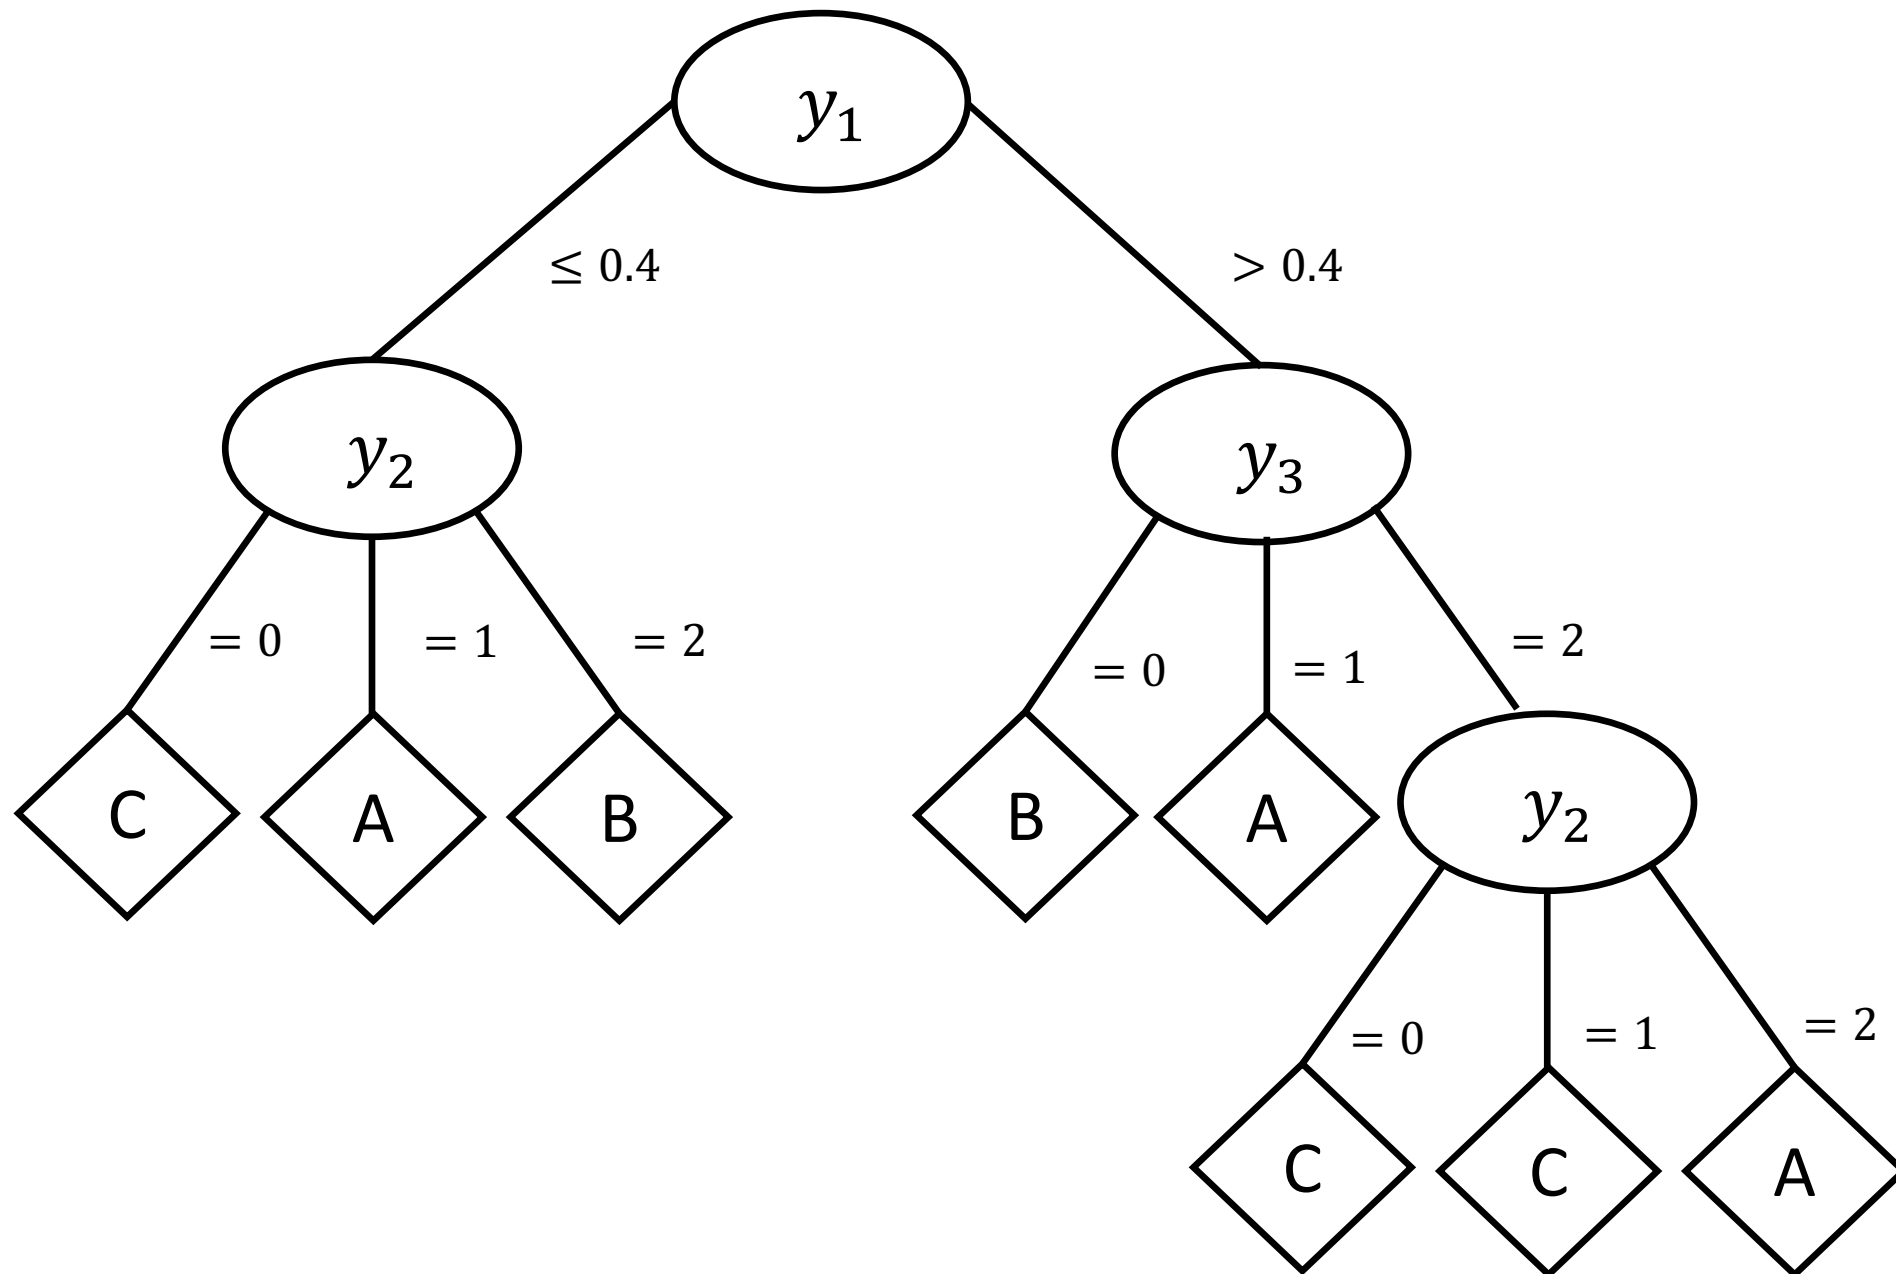 y₁
≤ 0.4
> 0.4
y₂
y₃
= 0
= 1
= 2
= 0
= 1
= 2
C
A
B
B
A
y₂
= 0
= 1
= 2
C
C
A